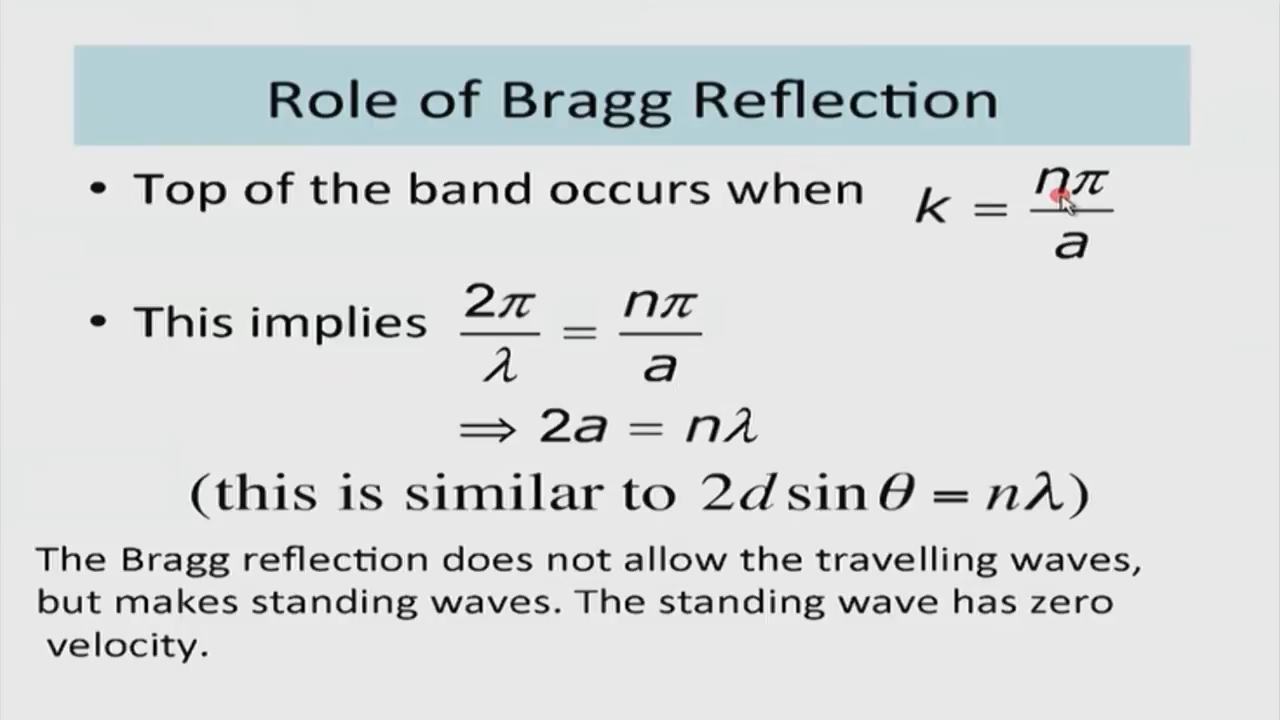 Role of Bragg Reflection
• Top of the band occurs when k = nπ/a
• This implies 2π/λ = nπ/a
⟹ 2a = nλ
(this is similar to 2d sin θ = nλ)
The Bragg reflection does not allow the travelling waves,
but makes standing waves. The standing wave has zero
velocity.